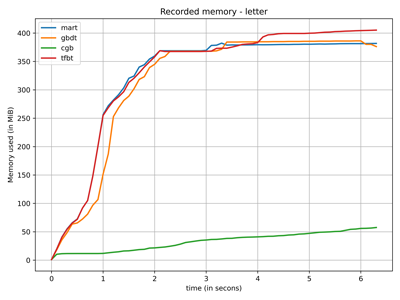 Recorded memory - letter
Memory used (in MiB)
400
350
300
250
200
150
100
50
0
mart
gbdt
cgb
tfbt
0
1
2
3
4
5
6
time (in secons)